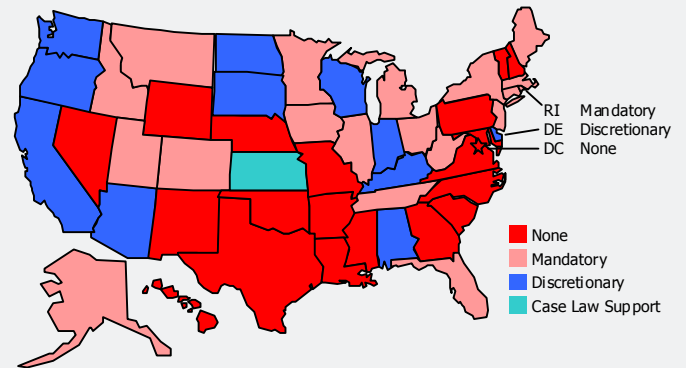 RI Mandatory
DE Discretionary
DC None
None
Mandatory
Discretionary
Case Law Support